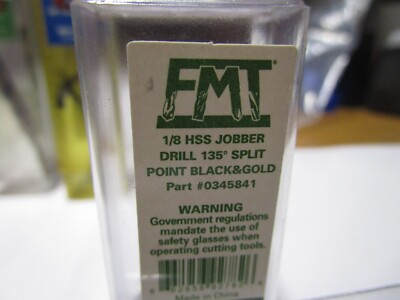 FMT
1/8 HSS JOBBER
DRILL 135° SPLIT
POINT BLACK&GOLD
Part #0345841
WARNING
Government regulations
mandate the use of
safety glasses when
operating cutting tools.
Made in China